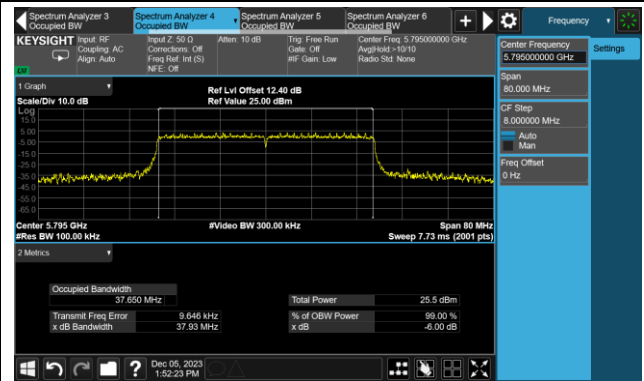 Spectrum Analyzer 3
Occupied BW
Spectrum Analyzer 4
Occupied BW
Spectrum Analyzer 5
Occupied BW
Spectrum Analyzer 6
Occupied BW
Frequency
KEYSIGHT
Input: RF
Coupling: AC
Align: Auto
Input Z: 50 Ω
Corrections: Off
Freq Ref: Int (S)
NFE: Off
Atten: 10 dB
Trig: Free Run
Gate: Off
#IF Gain: Low
Center Freq: 5.795000000 GHz
Avg|Hold:>10/10
Radio Std: None
1 Graph
Scale/Div 10.0 dB
Log
Ref Lvl Offset 12.40 dB
Ref Value 25.00 dBm
15.0
5.00
-5.00
-15.0
-25.0
-35.0
-45.0
-55.0
-65.0
Center 5.795 GHz
#Res BW 100.00 kHz
#Video BW 300.00 kHz
Span 80 MHz
Sweep 7.73 ms (2001 pts)
2 Metrics
Occupied Bandwidth
37.650 MHz
Transmit Freq Error 9.646 kHz
x dB Bandwidth 37.93 MHz
Total Power 25.5 dBm
% of OBW Power 99.00 %
x dB -6.00 dB
Center Frequency
5.795000000 GHz
Settings
Span
80.000 MHz
CF Step
8.000000 MHz
Auto
Man
Freq Offset
0 Hz
Dec 05, 2023
1:52:23 PM